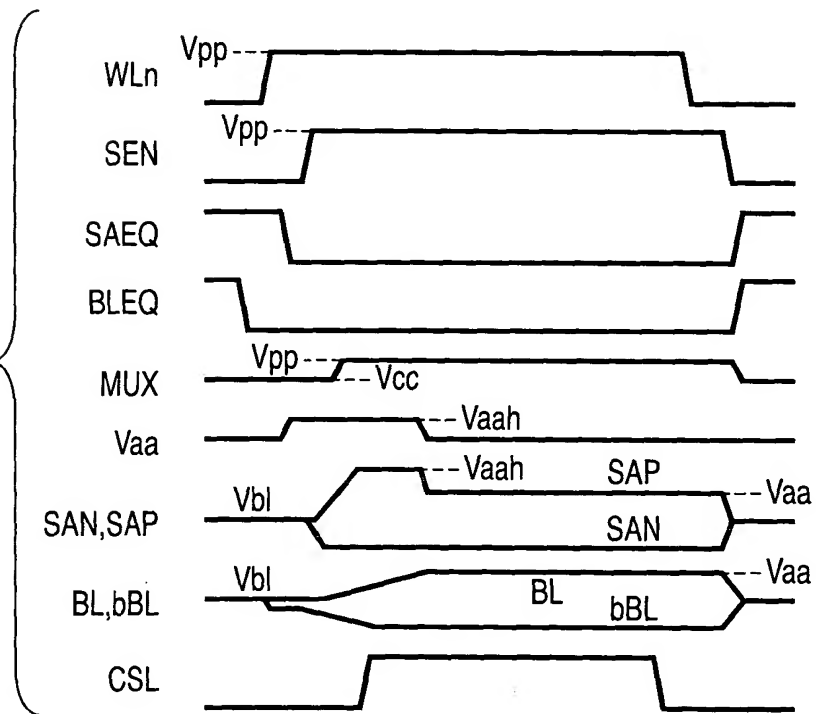 Vpp
WLn
Vpp
SEN
SAEQ
BLEQ
Vpp
Vcc
MUX
Vaah
Vaa
Vaah SAP
Vbl Vaa
SAN,SAP SAN
Vbl Vaa
BL,bBL BL bBL
CSL